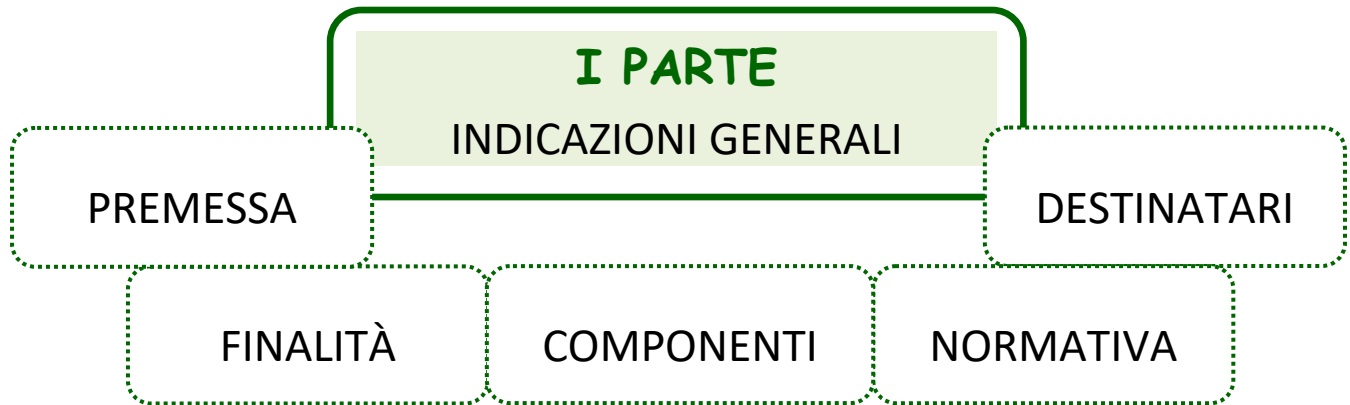 I PARTE
INDICAZIONI GENERALI
PREMESSA
DESTINATARI
FINALITÀ
COMPONENTI
NORMATIVA